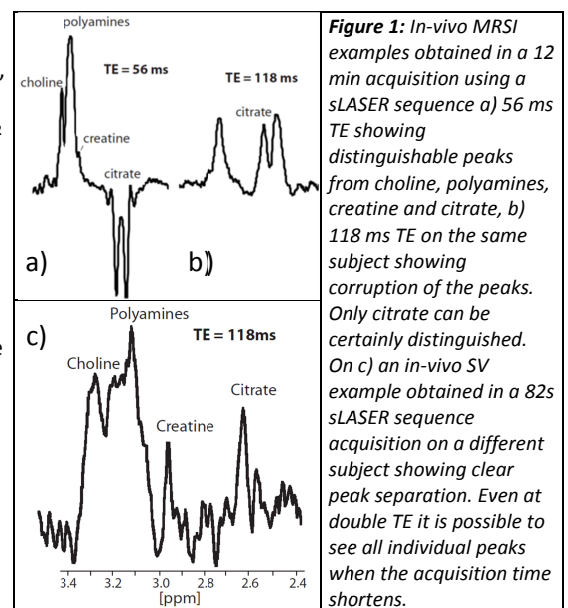 polyamines
TE = 56 ms
TE = 118 ms
choline
citrate
creatine
citrate
a)
b)
c)
Polyamines
TE = 118ms
Choline
Citrate
Creatine
3.4 3.2 3.0 2.8 2.6 2.4
[ppm]
Figure 1: In-vivo MRSI
examples obtained in a 12
min acquisition using a
sLASER sequence a) 56 ms
TE showing
distinguishable peaks
from choline, polyamines,
creatine and citrate, b)
118 ms TE on the same
subject showing
corruption of the peaks.
Only citrate can be
certainly distinguished.
On c) an in-vivo SV
example obtained in a 82s
sLASER sequence
acquisition on a different
subject showing clear
peak separation. Even at
double TE it is possible to
see all individual peaks
when the acquisition time
shortens.